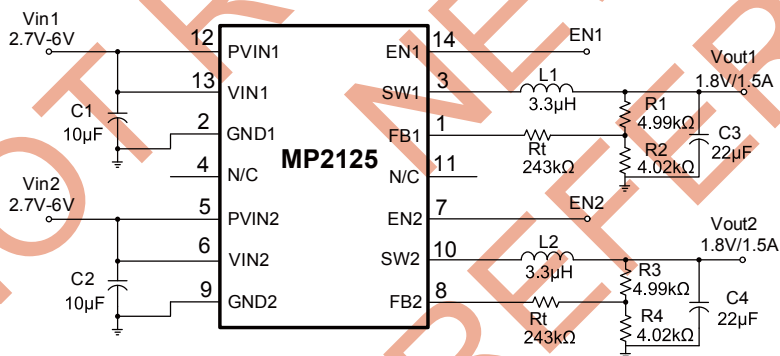 Vin1
2.7V-6V
C1
10µF
Vin2
2.7V-6V
C2
10µF
12
PVIN1
13
VIN1
2
GND1
4
N/C
5
PVIN2
6
VIN2
9
GND2
MP2125
EN1
14
SW1
3
FB1
1
N/C
11
EN2
7
SW2
10
FB2
8
EN1
L1
3.3µH
Rt
243kΩ
R1
4.99kΩ
R2
4.02kΩ
C3
22µF
Vout1
1.8V/1.5A
EN2
L2
3.3µH
Rt
243kΩ
R3
4.99kΩ
R4
4.02kΩ
C4
22µF
Vout2
1.8V/1.5A